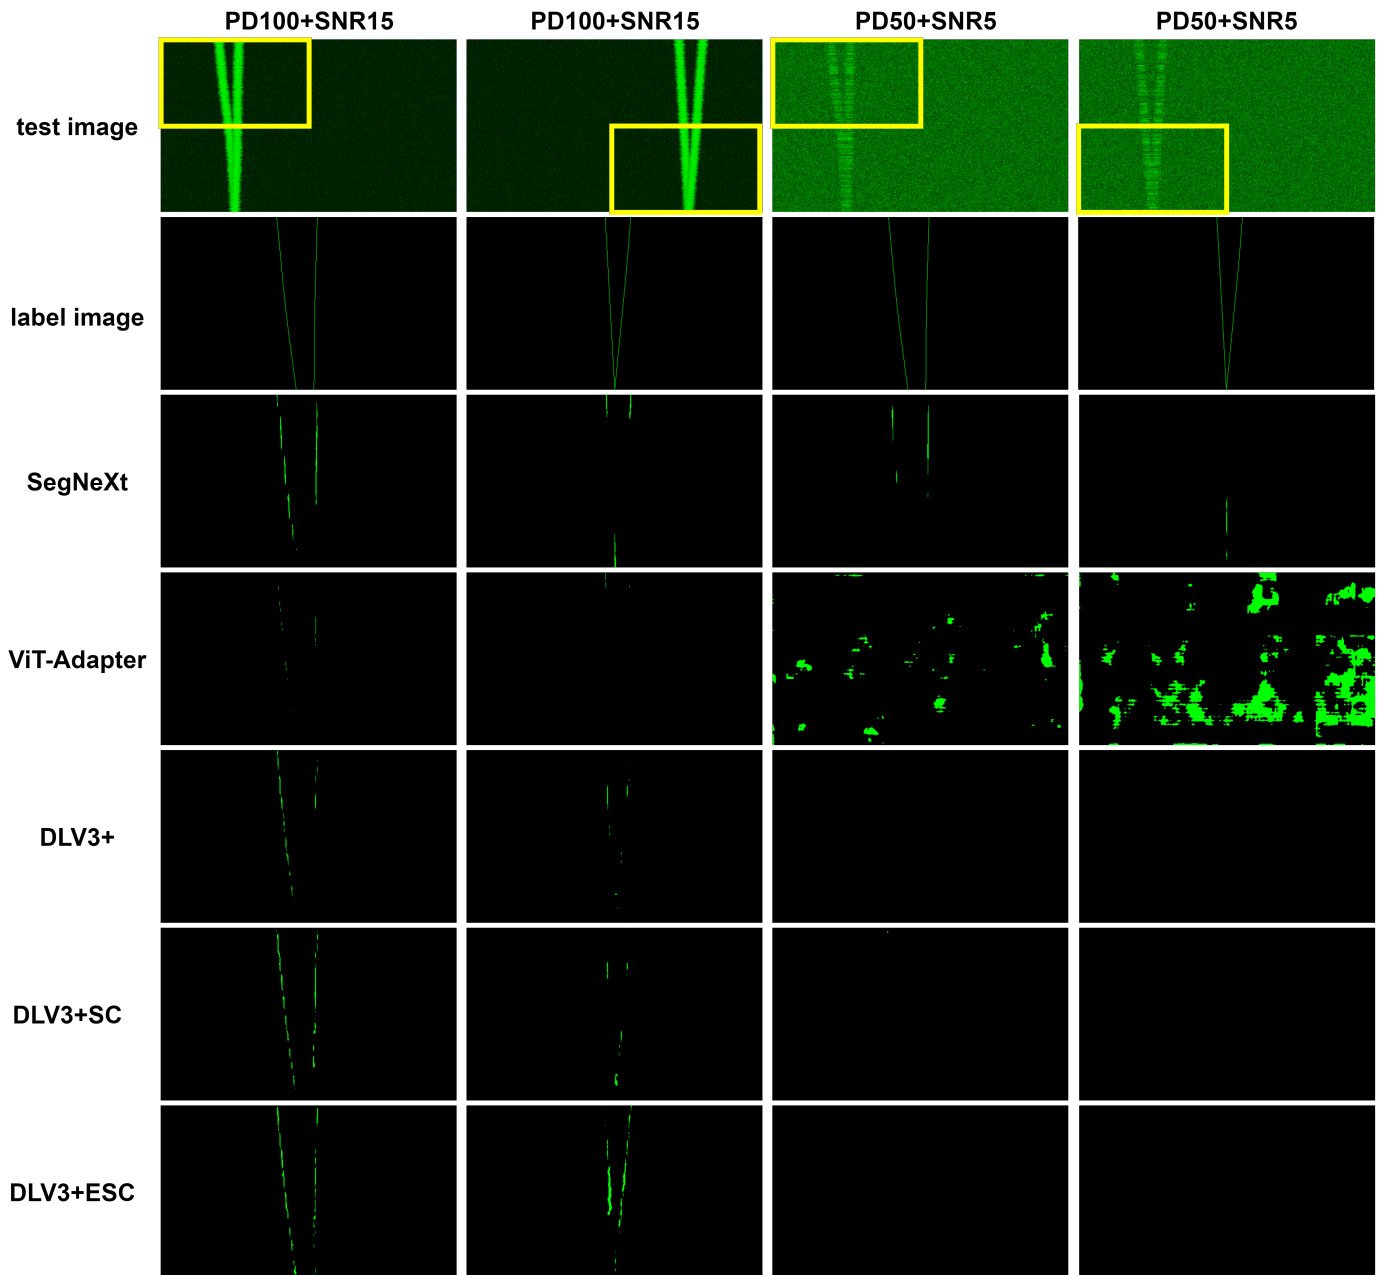 PD100+SNR15 PD100+SNR15 PD50+SNR5 PD50+SNR5
test image
label image
SegNeXt
ViT-Adapter
DLV3+
DLV3+SC
DLV3+ESC